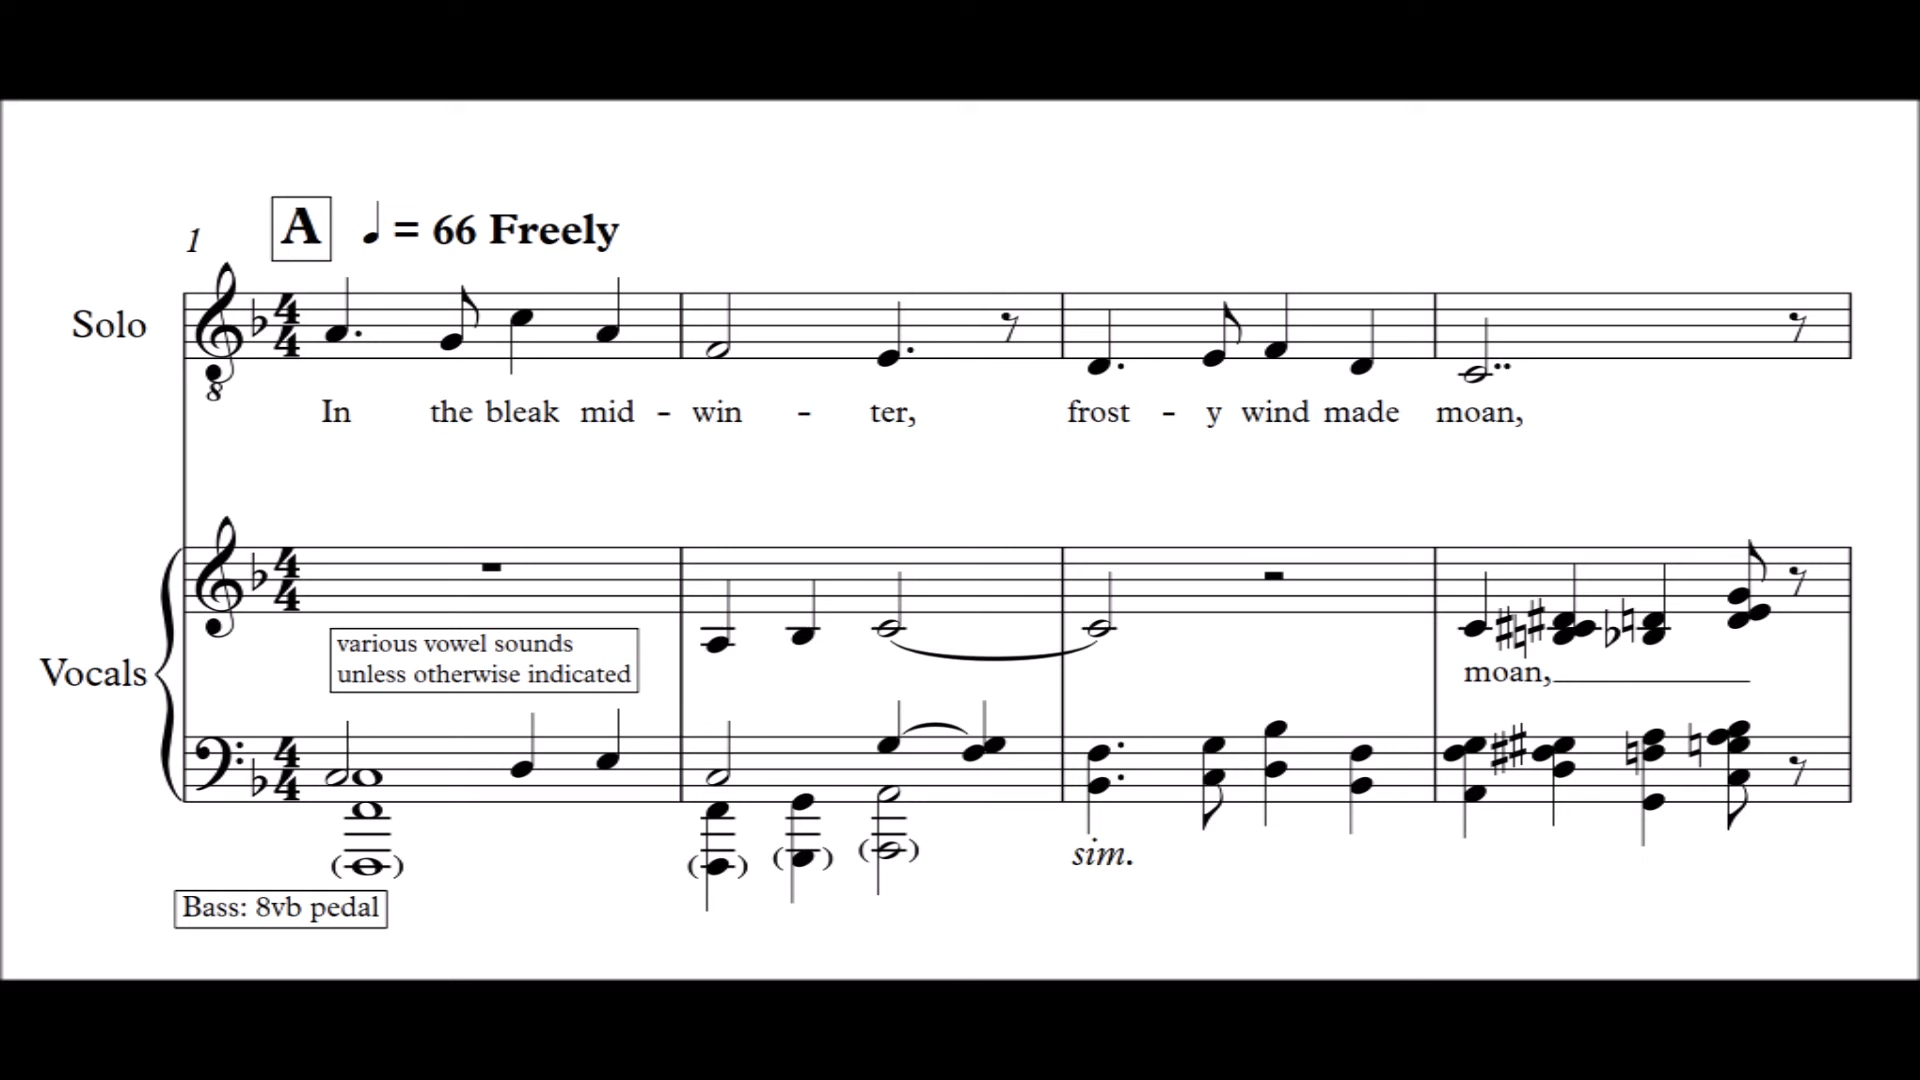 1
A = 66 Freely
Solo
In the bleak mid - win - ter, frost - y wind made moan,
various vowel sounds
unless otherwise indicated
Vocals
moan,
sim.
Bass: 8vb pedal